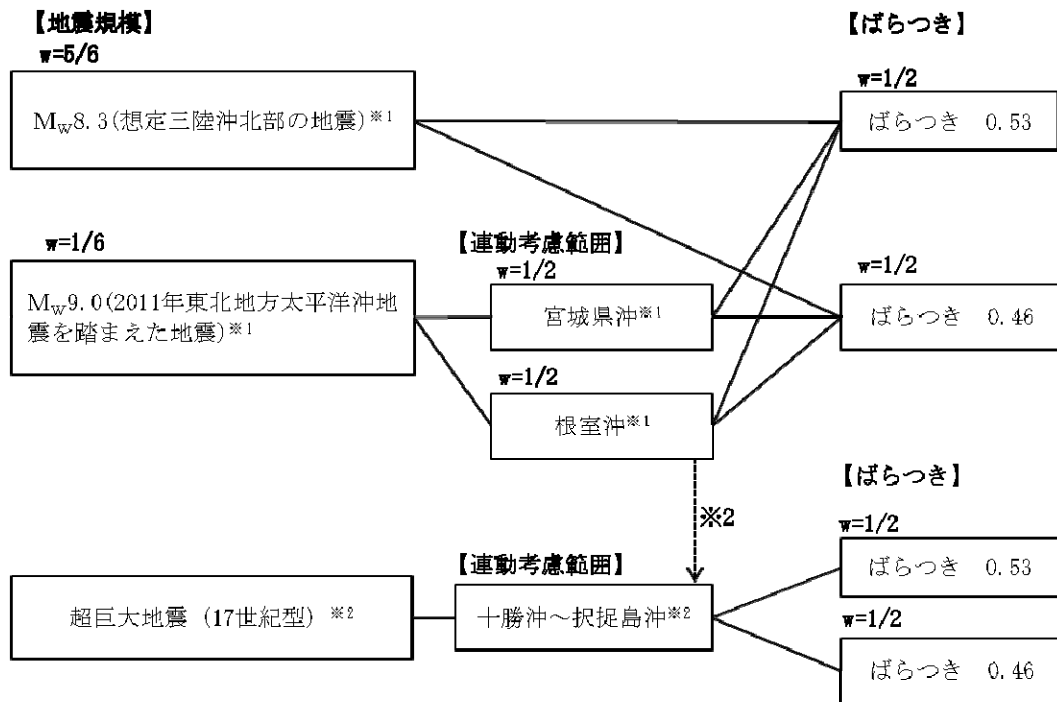 【地震規模】
w=5/6
Mw8.3(想定三陸沖北部の地震)※1
【ばらつき】
w=1/2
ばらつき 0.53
w=1/6
Mw9.0(2011年東北地方太平洋沖地
震を踏まえた地震)※1
【連動考慮範囲】
w=1/2
宮城県沖※1
w=1/2
根室沖※1
w=1/2
ばらつき 0.46
※2
超巨大地震 (17世紀型) ※2
【連動考慮範囲】
十勝沖～択捉島沖※2
【ばらつき】
w=1/2
ばらつき 0.53
w=1/2
ばらつき 0.46